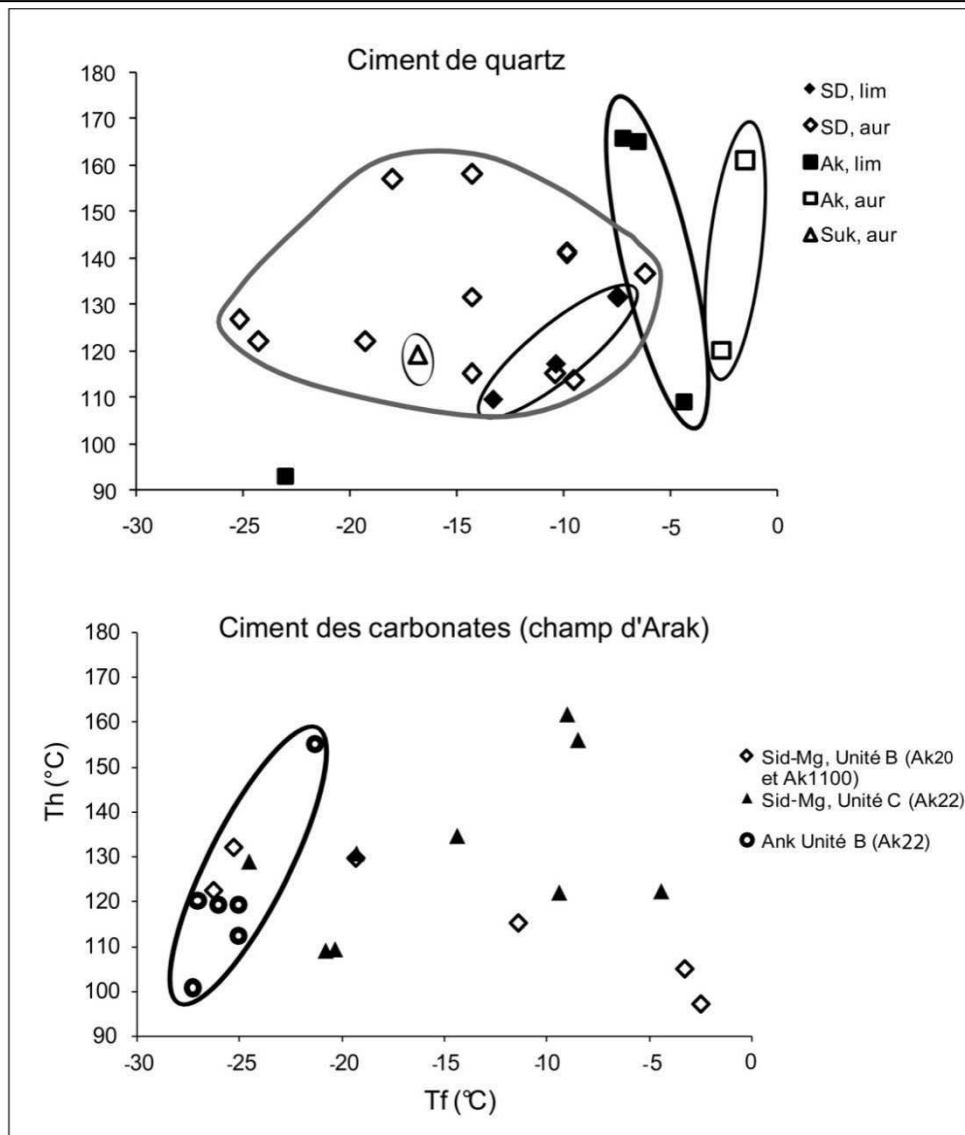 Ciment de quartz
180
170
160
150
140
130
120
110
100
90
-30
-25
-20
-15
-10
-5
0
SD, lim
SD, aur
Ak, lim
Ak, aur
Suk, aur
Ciment des carbonates (champ d'Arak)
Th (°C)
180
170
160
150
140
130
120
110
100
90
-30
-25
-20
-15
-10
-5
0
Tf (°C)
Sid-Mg, Unité B (Ak20
et Ak1100)
Sid-Mg, Unité C (Ak22)
Ank Unité B (Ak22)